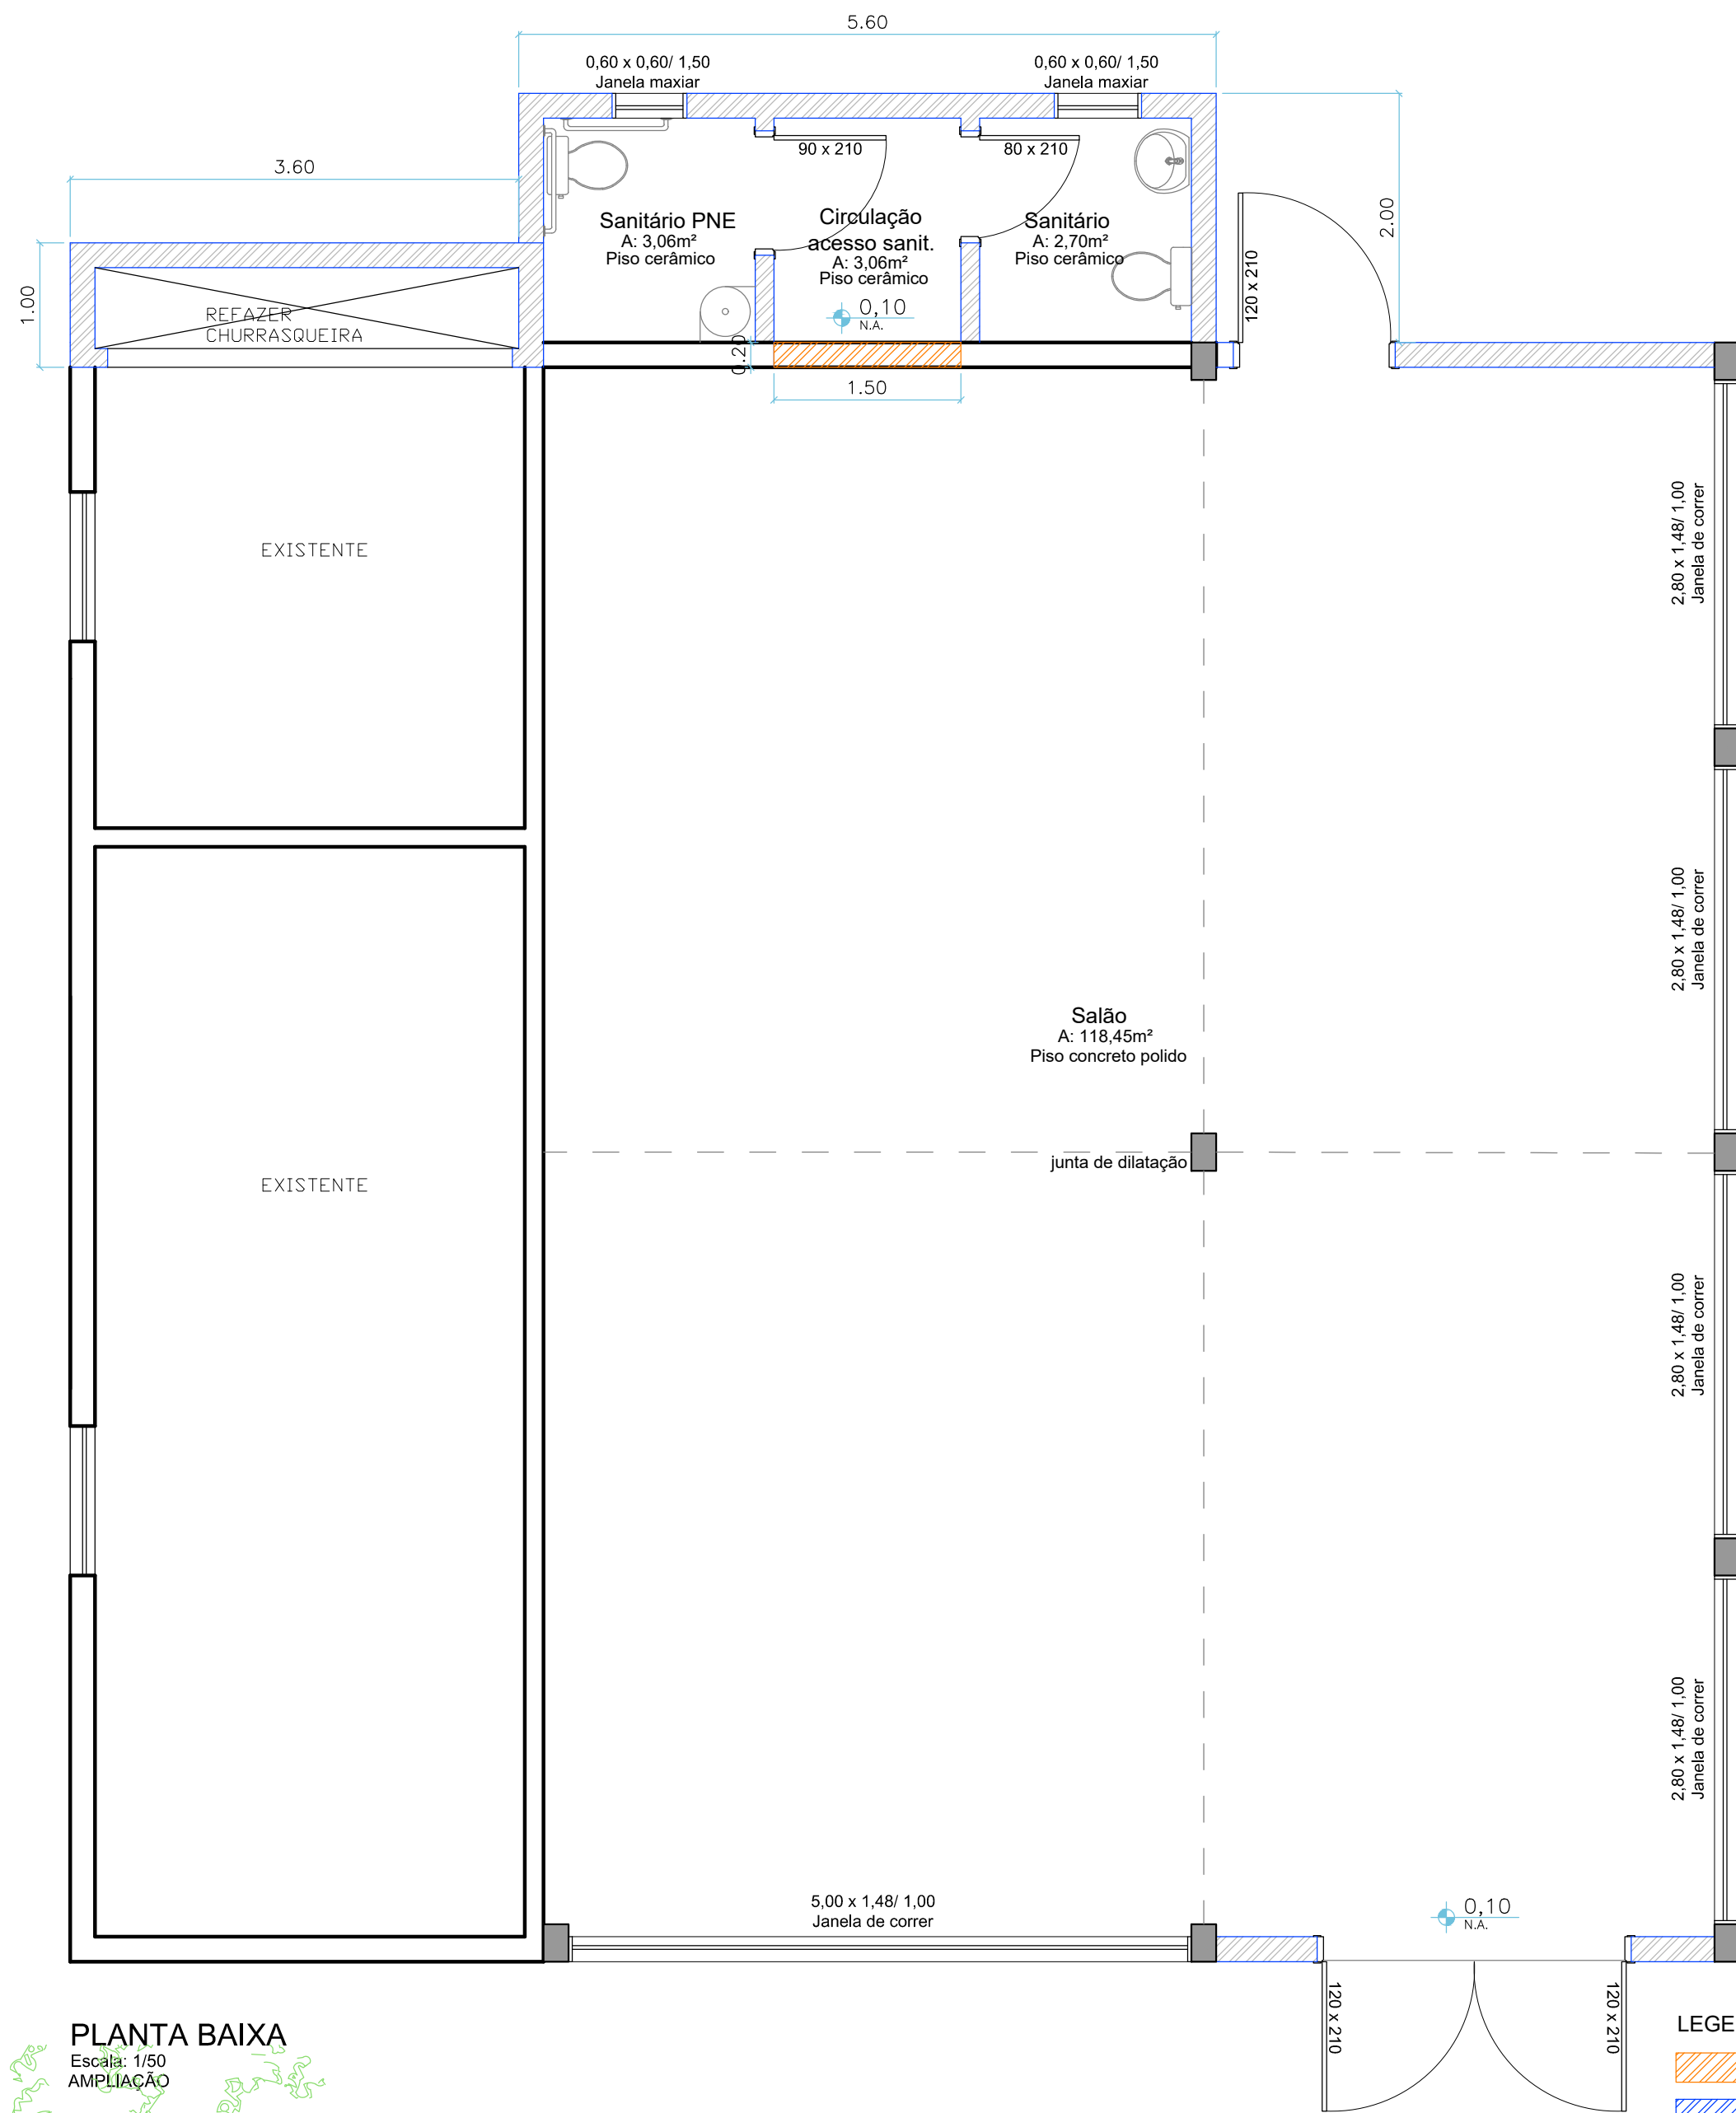 5.60
0,60 x 0,60/ 1,50
Janela maxiar
0,60 x 0,60/ 1,50
Janela maxiar
3.60
90 x 210
80 x 210
2.00
Sanitário PNE
A: 3,06m²
Piso cerâmico
Circulação
acesso sanit.
A: 3,06m²
Piso cerâmico
Sanitário
A: 2,70m²
Piso cerâmico
120 x 210
1.00
REFAZER
CHURRASQUEIRA
0,10
N.A.
0.20
1.50
2,80 x 1,48/ 1,00
Janela de correr
EXISTENTE
2,80 x 1,48/ 1,00
Janela de correr
Salão
A: 118,45m²
Piso concreto polido
junta de dilatação
EXISTENTE
2,80 x 1,48/ 1,00
Janela de correr
2,80 x 1,48/ 1,00
Janela de correr
5,00 x 1,48/ 1,00
Janela de correr
0,10
N.A.
120 x 210
120 x 210
PLANTA BAIXA
Escala: 1/50
AMPLIAÇÃO
LEGE